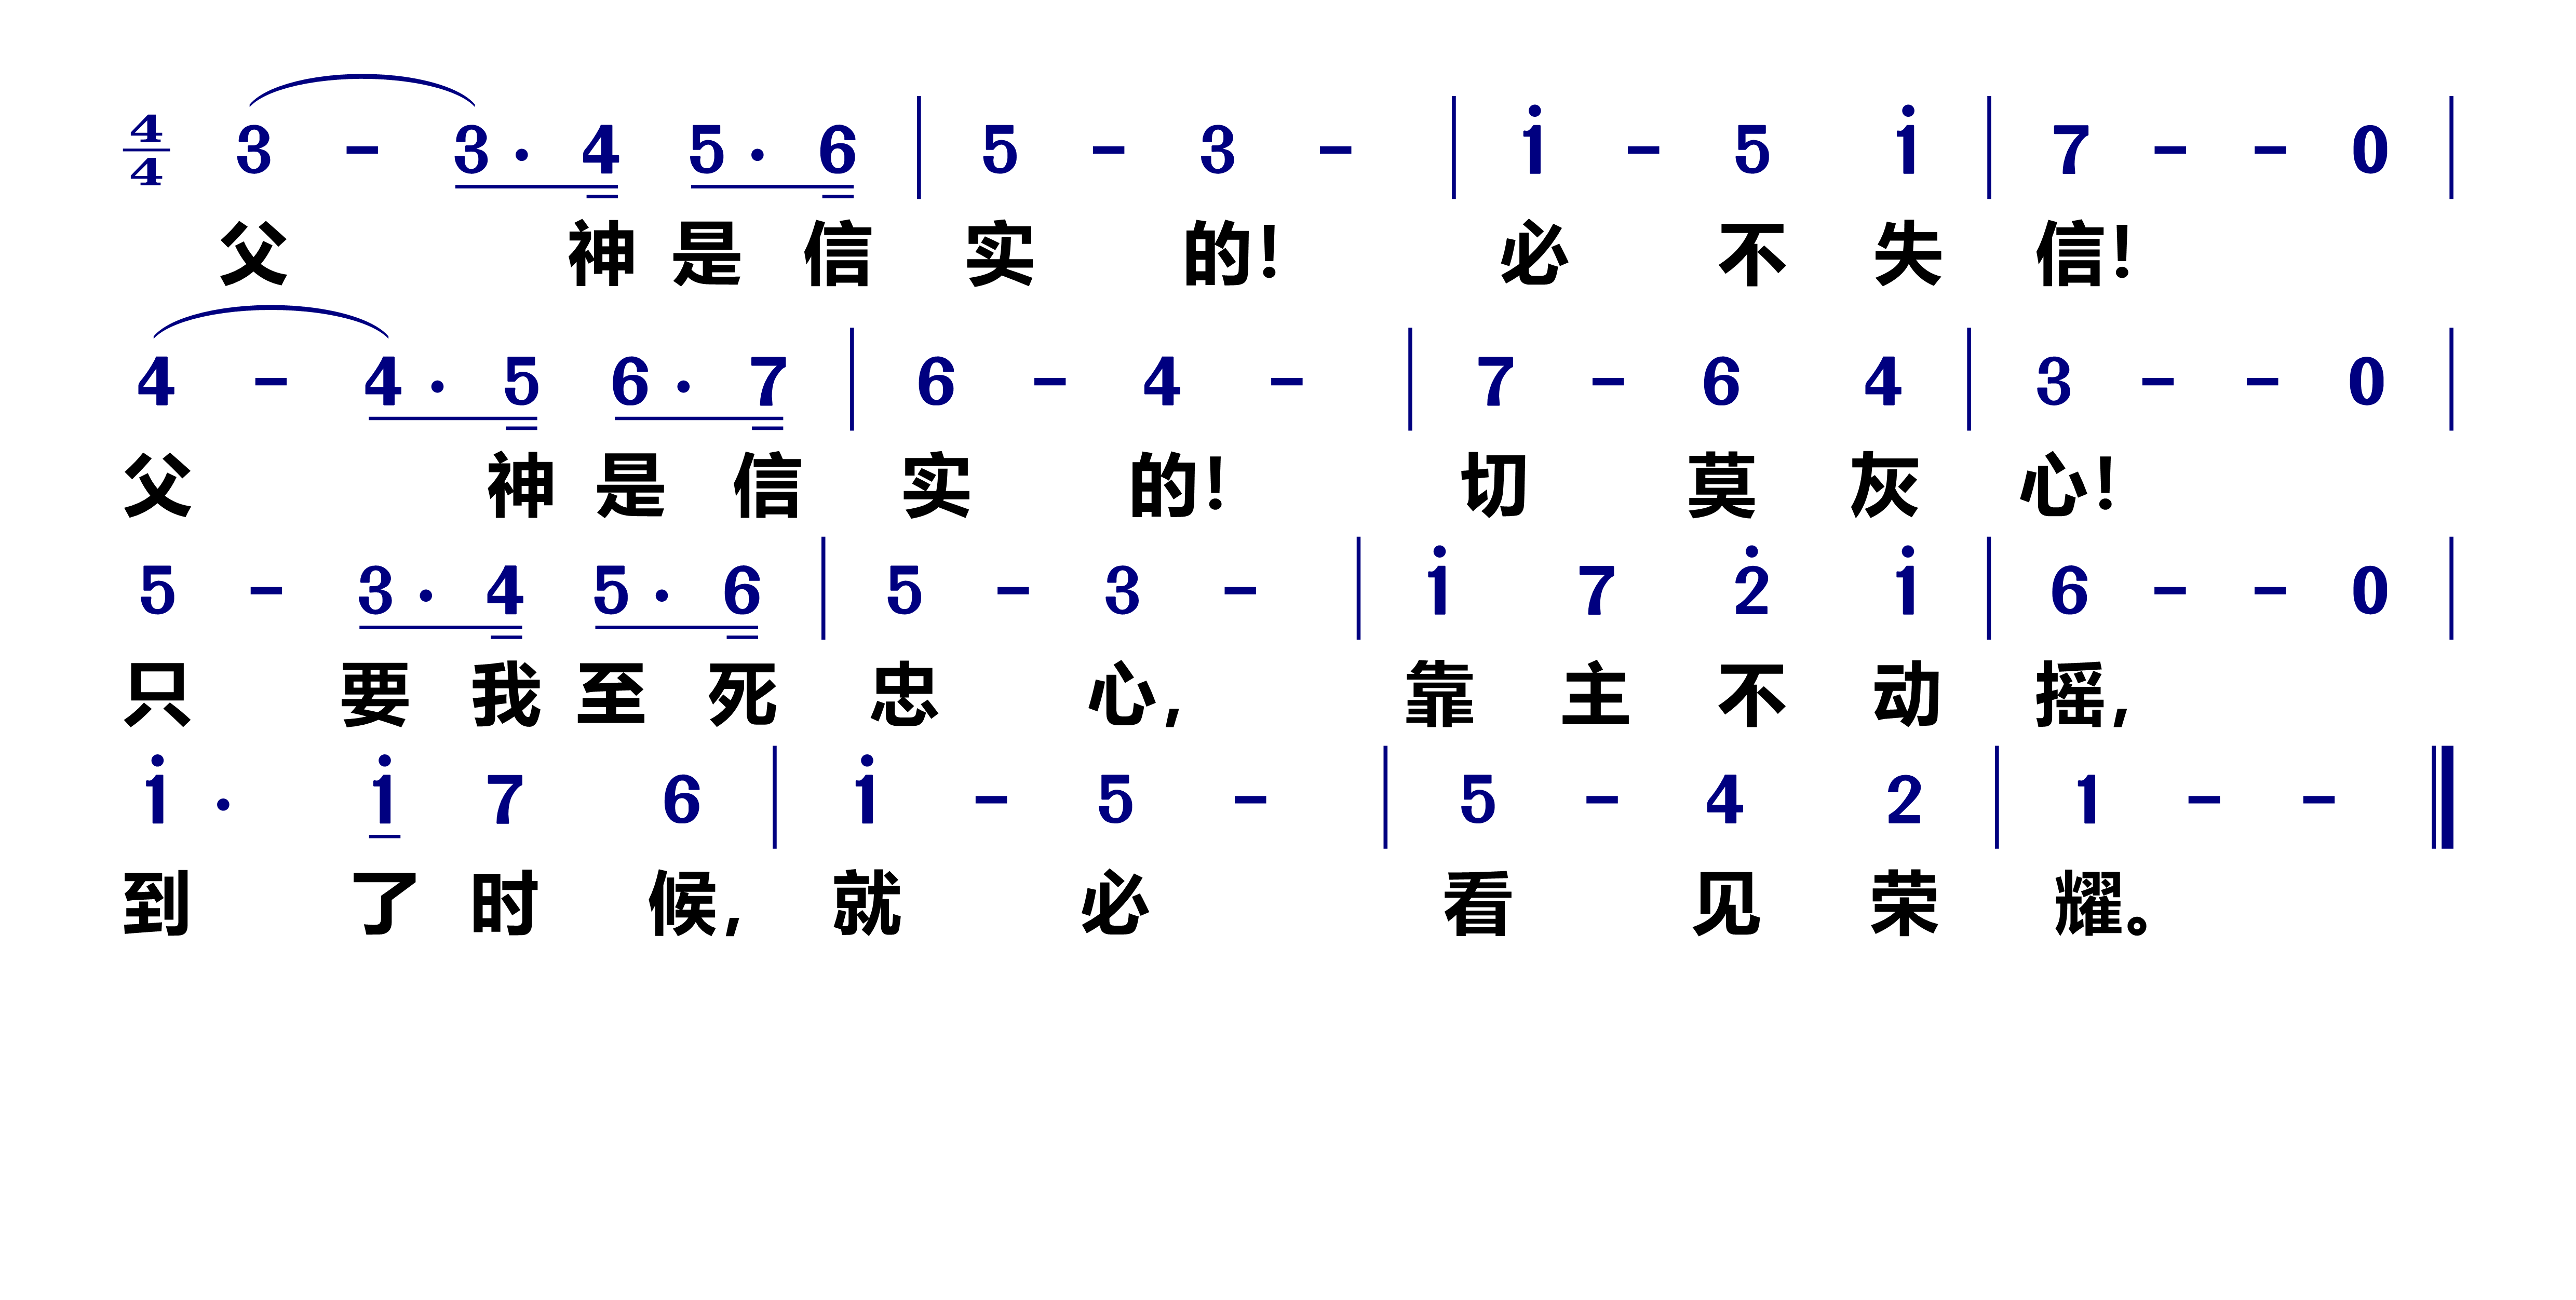 4/4 3 - 3· 4 5· 6 | 5 - 3 - | i - 5 i | 7 - - 0 |
父 神 是 信 实 的! 必 不 失 信!
4 - 4· 5 6· 7 | 6 - 4 - | 7 - 6 4 | 3 - - 0 |
父 神 是 信 实 的! 切 莫 灰 心!
5 - 3· 4 5· 6 | 5 - 3 - | i 7 2̇ i | 6 - - 0 |
只 要 我 至 死 忠 心, 靠 主 不 动 摇,
i· i 7 6 | i - 5 - | 5 - 4 2 | 1 - - ‖
到 了 时 候, 就 必 看 见 荣 耀。